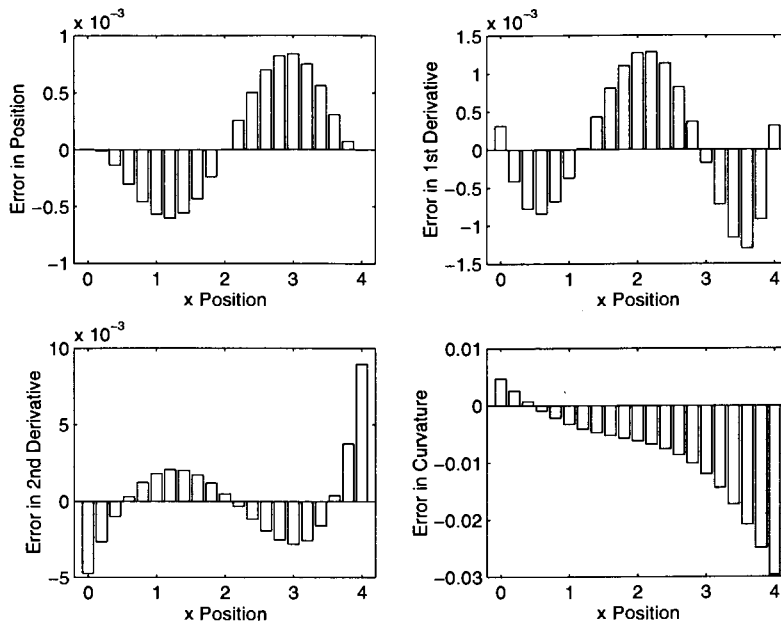 x 10⁻³
1
0.5
0
−0.5
−1
Error in Position
0 1 2 3 4
x Position
x 10⁻³
1.5
1
0.5
0
−0.5
−1
−1.5
Error in 1st Derivative
0 1 2 3 4
x Position
x 10⁻³
10
5
0
−5
Error in 2nd Derivative
0 1 2 3 4
x Position
0.01
0
−0.01
−0.02
−0.03
Error in Curvature
0 1 2 3 4
x Position